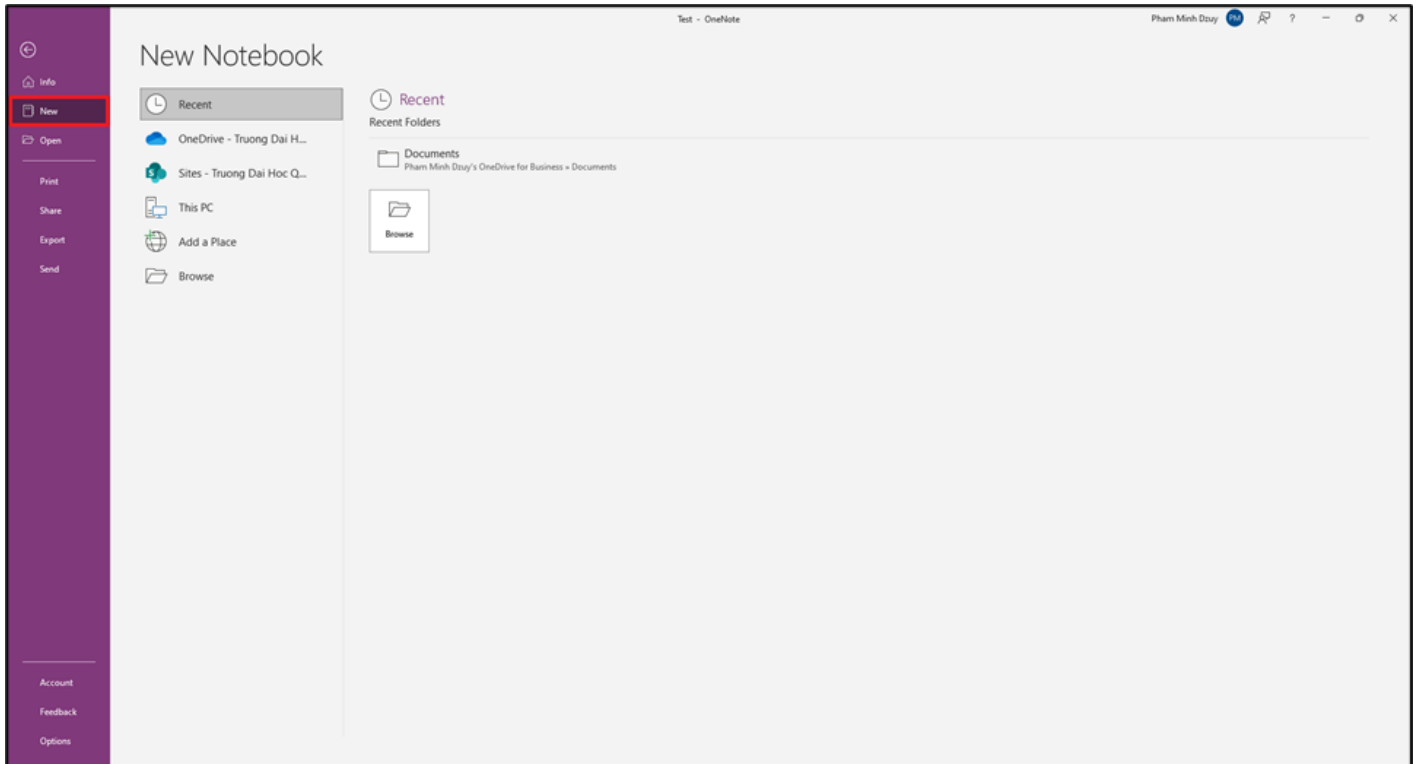 Test - OneNote
Pham Minh Dzuy PM ?
New Notebook
Info
New
Open
Print
Share
Export
Send
Account
Feedback
Options
Recent
OneDrive - Truong Dai H...
Sites - Truong Dai Hoc Q...
This PC
Add a Place
Browse
Recent
Recent Folders
Documents
Pham Minh Dzuy's OneDrive for Business » Documents
Browse